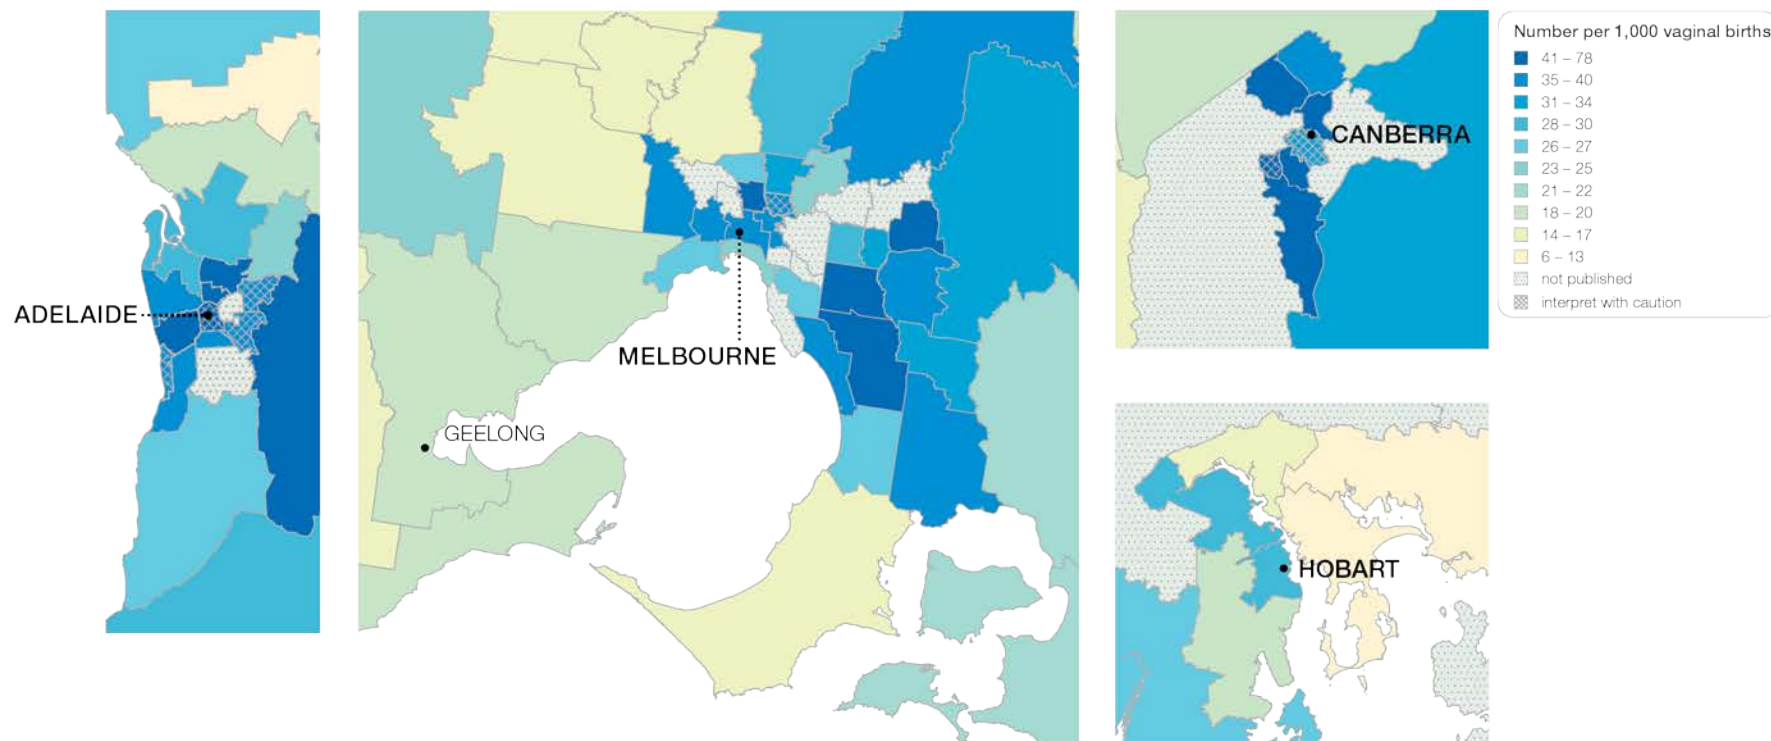 Number per 1,000 vaginal births
41 – 78
35 – 40
31 – 34
28 – 30
26 – 27
23 – 25
21 – 22
18 – 20
14 – 17
6 – 13
not published
interpret with caution
CANBERRA
ADELAIDE
MELBOURNE
GEELONG
HOBART